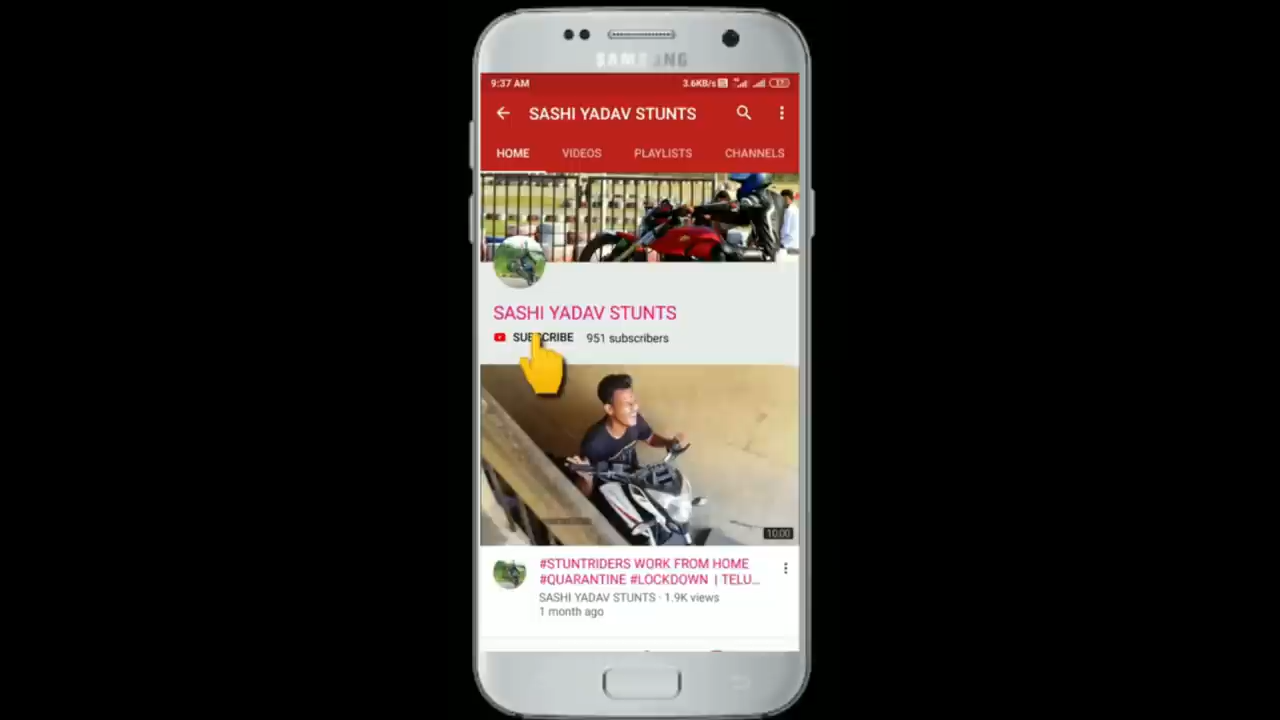 SAMSUNG
9:37 AM 3.6KB/s
SASHI YADAV STUNTS
HOME VIDEOS PLAYLISTS CHANNELS
SASHI YADAV STUNTS
SUBSCRIBE 951 subscribers
10:00
#STUNTRIDERS WORK FROM HOME
#QUARANTINE #LOCKDOWN | TELU...
SASHI YADAV STUNTS · 1.9K views
1 month ago